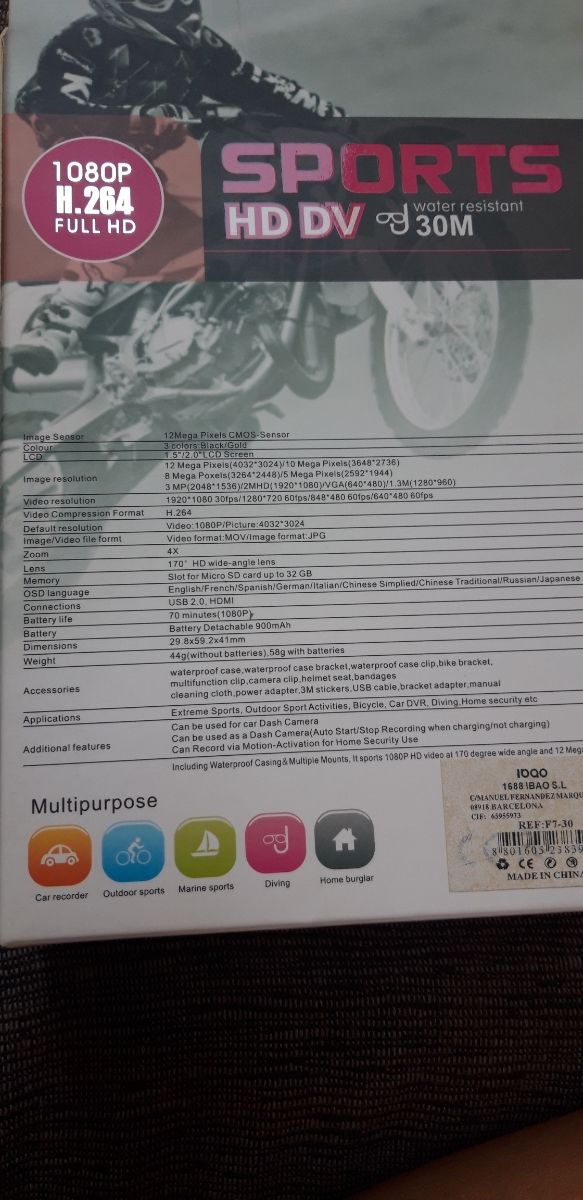 1080P
H.264
FULL HD
SPORTS
HD DV water resistant
30M
Image Sensor 12Mega Pixels CMOS-Sensor
Colour 3 colors:Black/Gold
LCD 1.5"/2.0"LCD Screen
Image resolution 12 Mega Pixels(4032*3024)/10 Mega Pixels(3648*2736)
8 Mega Poxels(3264*2448)/5 Mega Pixels(2592*1944)
3 MP(2048*1536)/2MHD(1920*1080)/VGA(640*480)/1.3M(1280*960)
Video resolution 1920*1080 30fps/1280*720 60fps/848*480 60fps/640*480 60fps
Video Compression Format H.264
Default resolution Video:1080P/Picture:4032*3024
Image/Video file formt Video format:MOV/Image format:JPG
Zoom 4X
Lens 170° HD wide-angle lens
Memory Slot for Micro SD card up to 32 GB
OSD language English/French/Spanish/German/Italian/Chinese Simplied/Chinese Traditional/Russian/Japanese
Connections USB 2.0, HDMI
Battery life 70 minutes(1080P)
Battery Battery Detachable 900mAh
Dimensions 29.8x59.2x41mm
Weight 44g(without batteries),58g with batteries
Accessories waterproof case,waterproof case bracket,waterproof case clip,bike bracket,
multifunction clip,camera clip,helmet seat,bandages
cleaning cloth,power adapter,3M stickers,USB cable,bracket adapter,manual
Applications Extreme Sports, Outdoor Sport Activities, Bicycle, Car DVR, Diving,Home security etc
Additional features Can be used for car Dash Camera
Can be used as a Dash Camera(Auto Start/Stop Recording when charging/not charging)
Can Record via Motion-Activation for Home Security Use
Including Waterproof Casing&Multiple Mounts, It sports 1080P HD video at 170 degree wide angle and 12 Mega
Multipurpose
Car recorder
Outdoor sports
Marine sports
Diving
Home burglar
1688 IBAO S.L
C/MANUEL FERNANDEZ MARQU
08918.BARCELONA
CIF: 65955973
REF:F7-30
8 801605 23839
CE
MADE IN CHINA